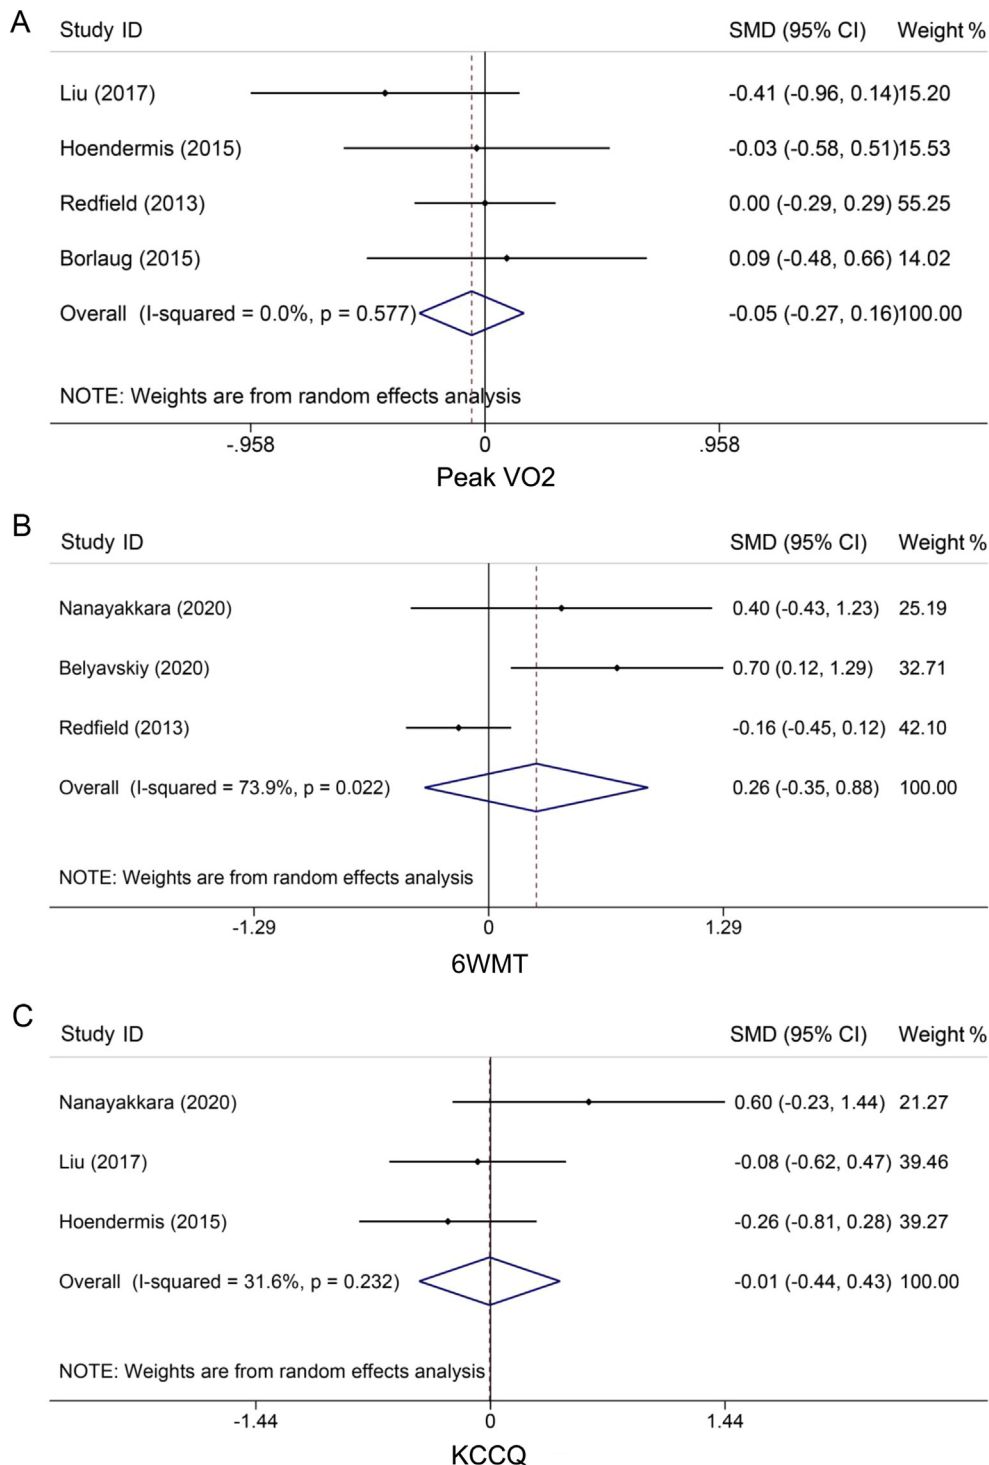 A
Study ID SMD (95% CI) Weight %
Liu (2017) -0.41 (-0.96, 0.14)15.20
Hoendermis (2015) -0.03 (-0.58, 0.51)15.53
Redfield (2013) 0.00 (-0.29, 0.29) 55.25
Borlaug (2015) 0.09 (-0.48, 0.66) 14.02
Overall (I-squared = 0.0%, p = 0.577) -0.05 (-0.27, 0.16)100.00
NOTE: Weights are from random effects analysis
-.958 0 .958
Peak VO2
B
Study ID SMD (95% CI) Weight %
Nanayakkara (2020) 0.40 (-0.43, 1.23) 25.19
Belyavskiy (2020) 0.70 (0.12, 1.29) 32.71
Redfield (2013) -0.16 (-0.45, 0.12) 42.10
Overall (I-squared = 73.9%, p = 0.022) 0.26 (-0.35, 0.88) 100.00
NOTE: Weights are from random effects analysis
-1.29 0 1.29
6WMT
C
Study ID SMD (95% CI) Weight %
Nanayakkara (2020) 0.60 (-0.23, 1.44) 21.27
Liu (2017) -0.08 (-0.62, 0.47) 39.46
Hoendermis (2015) -0.26 (-0.81, 0.28) 39.27
Overall (I-squared = 31.6%, p = 0.232) -0.01 (-0.44, 0.43) 100.00
NOTE: Weights are from random effects analysis
-1.44 0 1.44
KCCQ